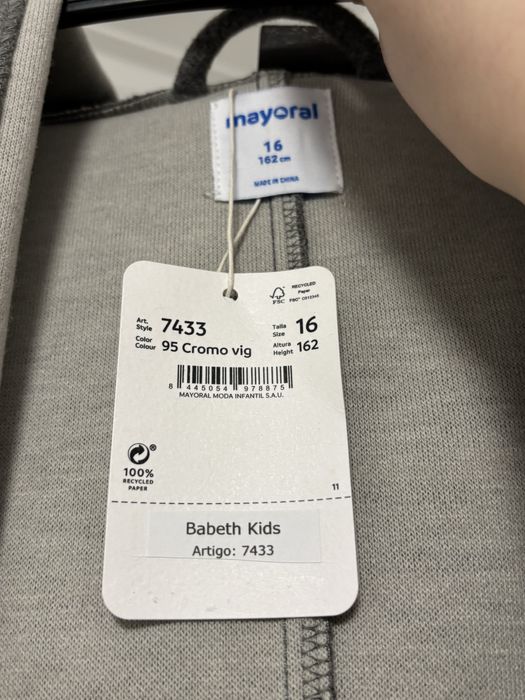 mayoral
16
162 cm
MADE IN CHINA
FSC
RECYCLED
Paper
FSC® C013345
Art.
Style 7433
Color
Colour 95 Cromo vig
Talla
Size 16
Altura
Height 162
8 445054 978875
MAYORAL MODA INFANTIL S.A.U.
®
100%
RECYCLED
PAPER
11
Babeth Kids
Artigo: 7433